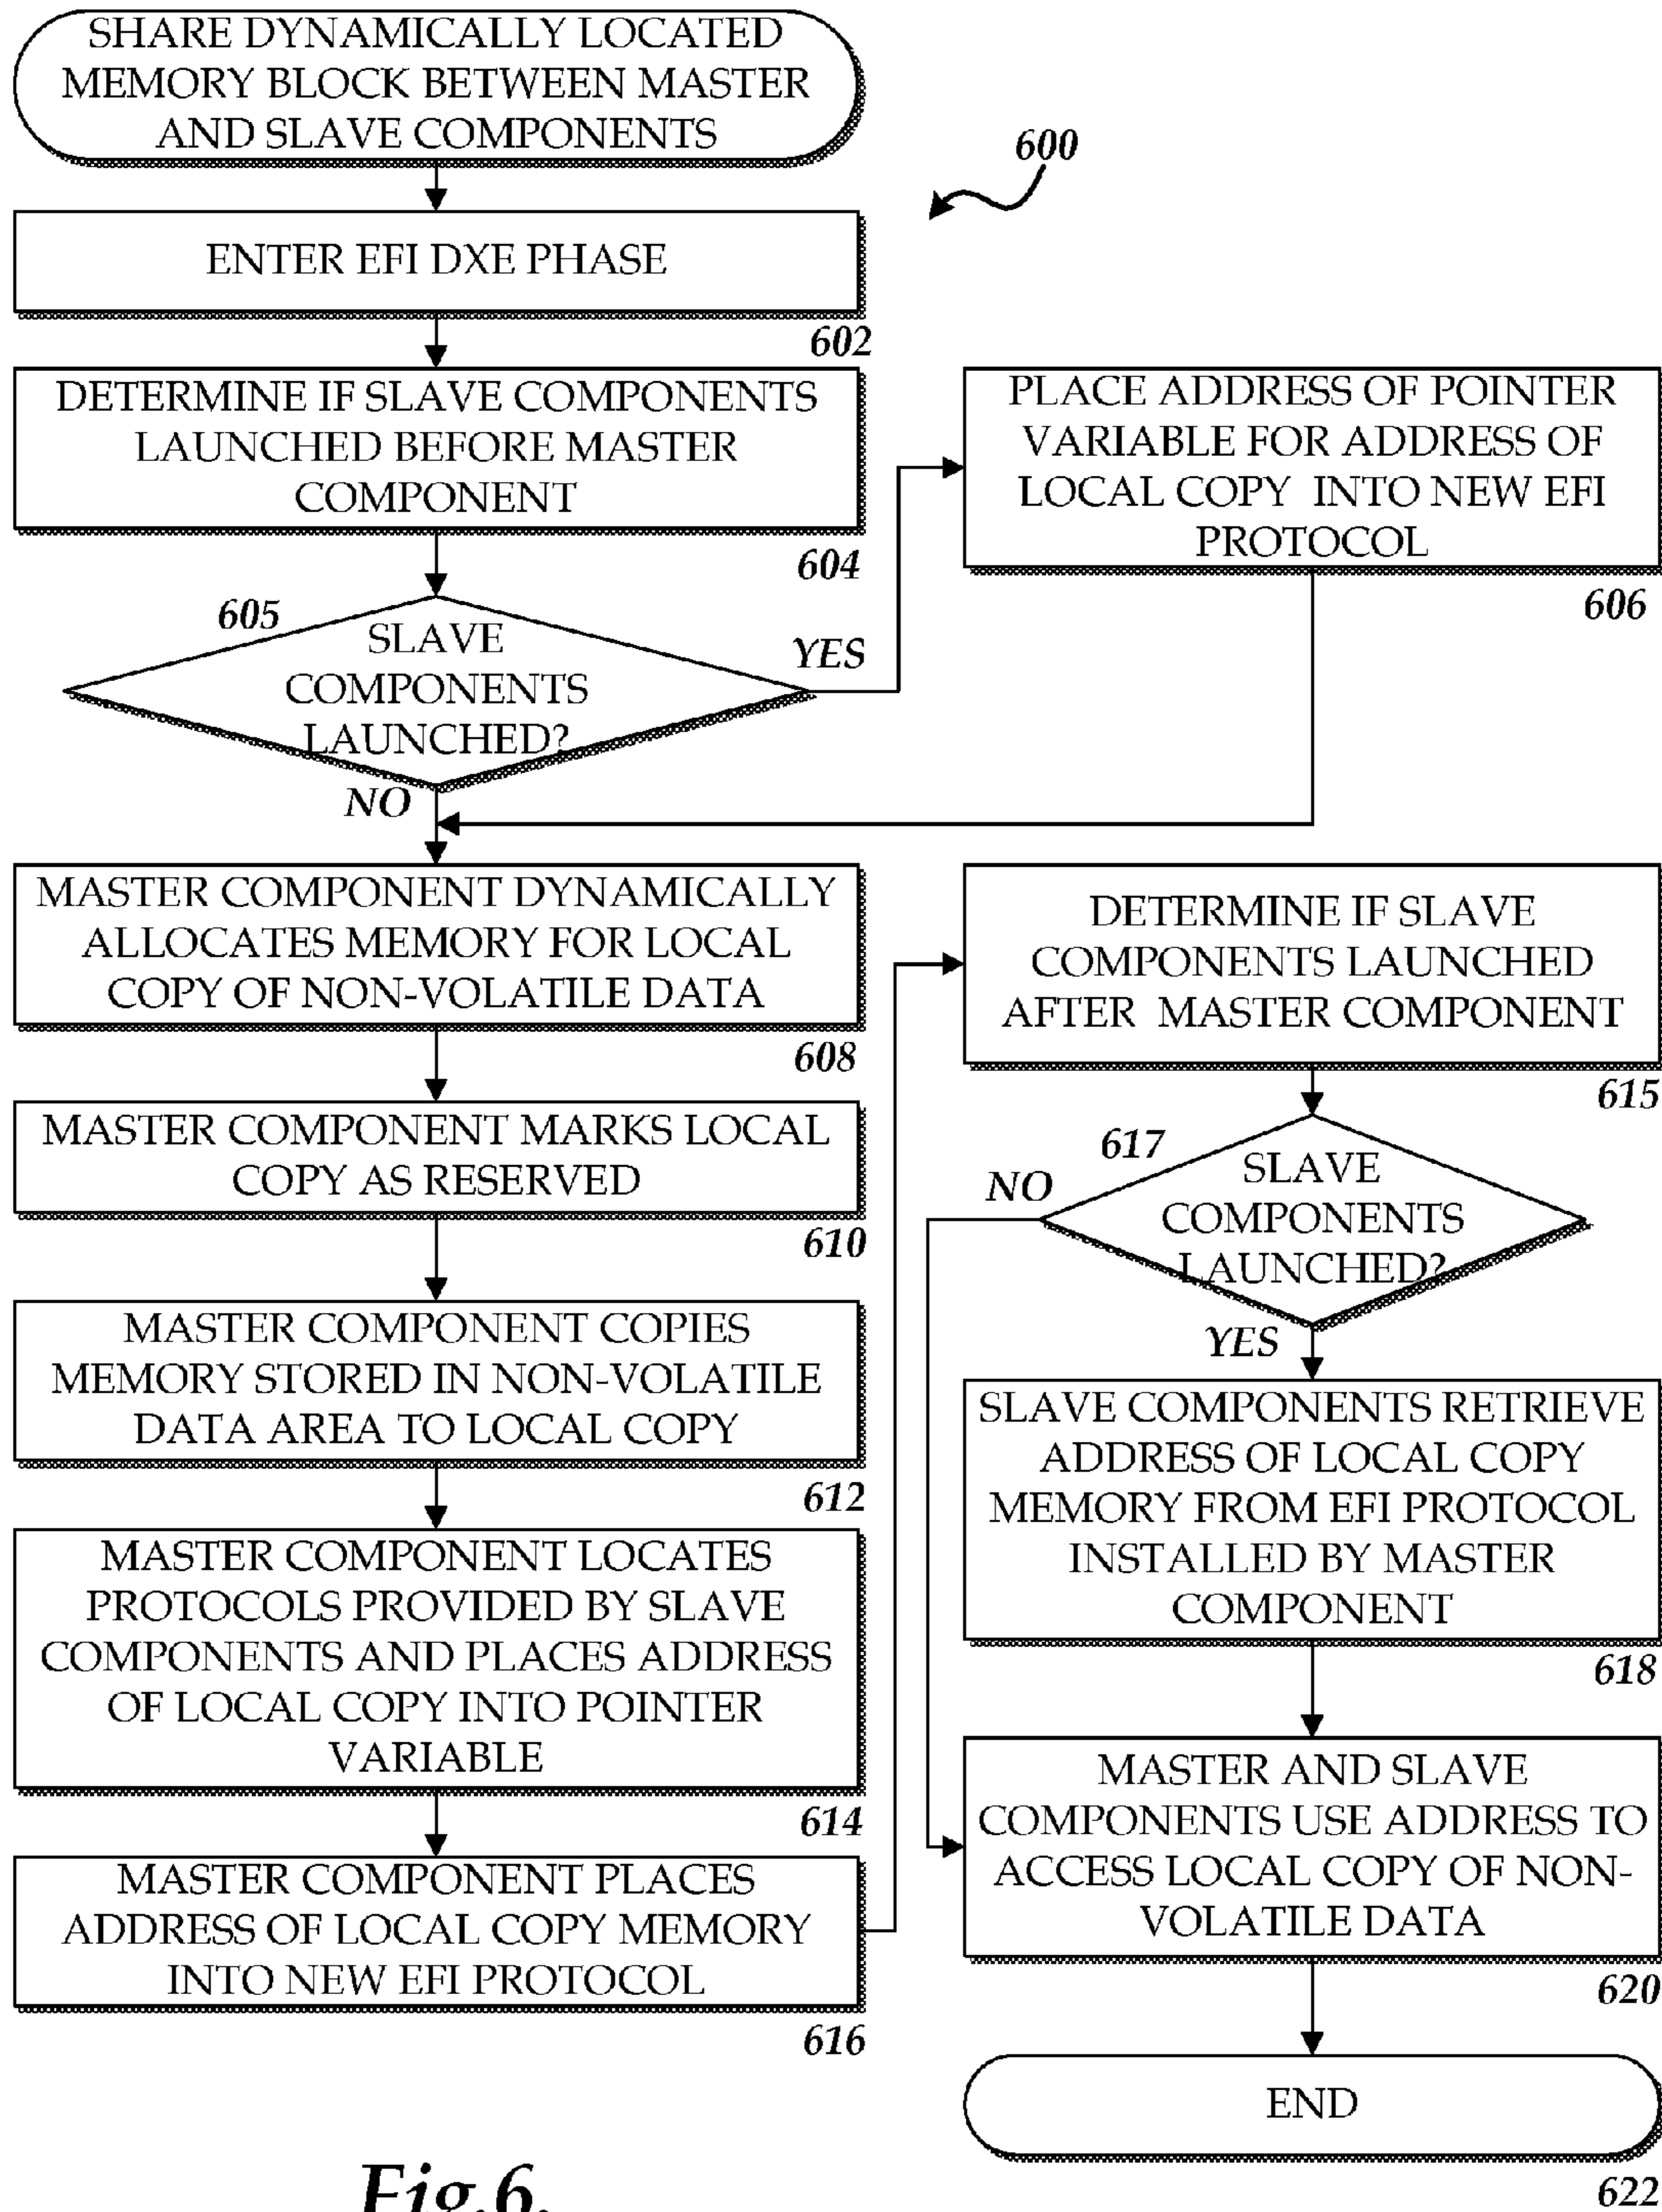 SHARE DYNAMICALLY LOCATED
MEMORY BLOCK BETWEEN MASTER
AND SLAVE COMPONENTS
600
ENTER EFI DXE PHASE
602
DETERMINE IF SLAVE COMPONENTS
LAUNCHED BEFORE MASTER
COMPONENT
604
605
SLAVE
COMPONENTS
LAUNCHED?
YES
NO
PLACE ADDRESS OF POINTER
VARIABLE FOR ADDRESS OF
LOCAL COPY INTO NEW EFI
PROTOCOL
606
MASTER COMPONENT DYNAMICALLY
ALLOCATES MEMORY FOR LOCAL
COPY OF NON-VOLATILE DATA
608
MASTER COMPONENT MARKS LOCAL
COPY AS RESERVED
610
MASTER COMPONENT COPIES
MEMORY STORED IN NON-VOLATILE
DATA AREA TO LOCAL COPY
612
MASTER COMPONENT LOCATES
PROTOCOLS PROVIDED BY SLAVE
COMPONENTS AND PLACES ADDRESS
OF LOCAL COPY INTO POINTER
VARIABLE
614
MASTER COMPONENT PLACES
ADDRESS OF LOCAL COPY MEMORY
INTO NEW EFI PROTOCOL
616
DETERMINE IF SLAVE
COMPONENTS LAUNCHED
AFTER MASTER COMPONENT
615
617
SLAVE
COMPONENTS
LAUNCHED?
NO
YES
SLAVE COMPONENTS RETRIEVE
ADDRESS OF LOCAL COPY
MEMORY FROM EFI PROTOCOL
INSTALLED BY MASTER
COMPONENT
618
MASTER AND SLAVE
COMPONENTS USE ADDRESS TO
ACCESS LOCAL COPY OF NON-
VOLATILE DATA
620
END
622
Fig.6.